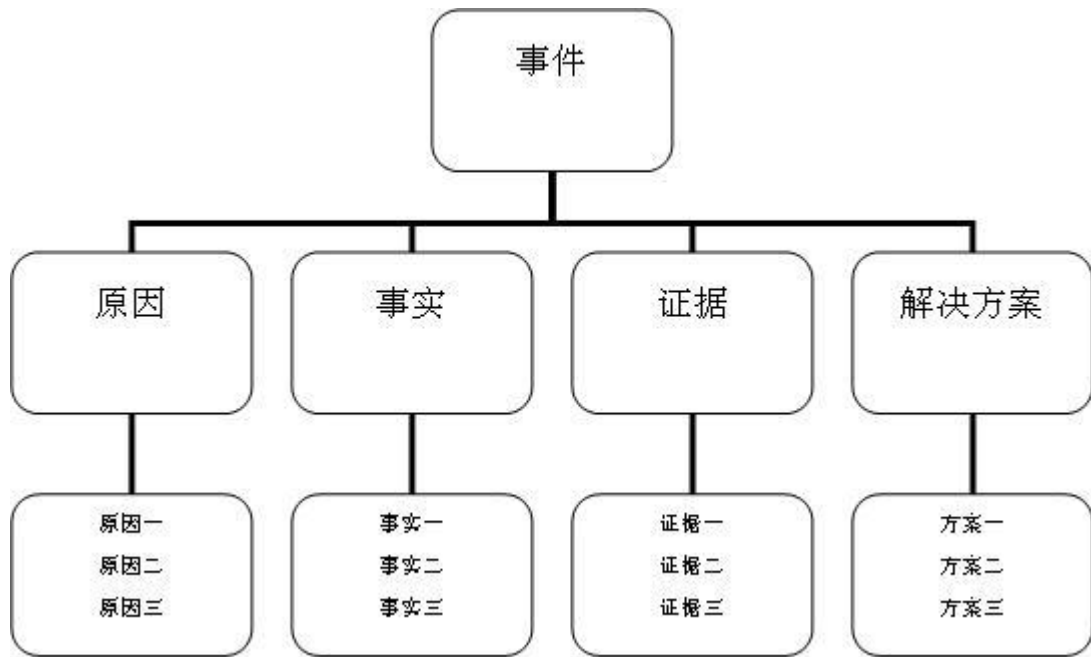 事件
原因
事实
证据
解决方案
原因一
原因二
原因三
事实一
事实二
事实三
证据一
证据二
证据三
方案一
方案二
方案三